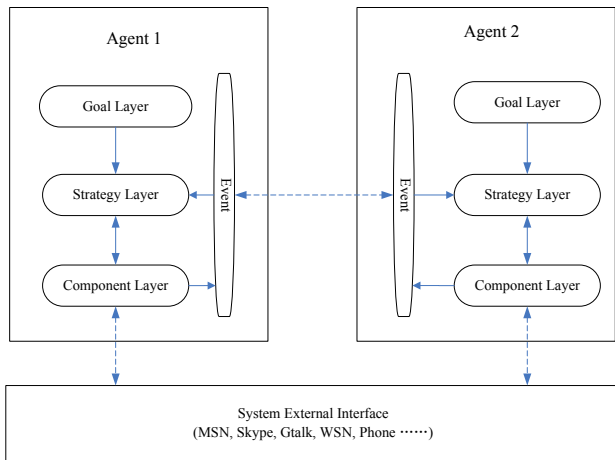 Agent 1
Goal Layer
Strategy Layer
Component Layer
Event
Agent 2
Goal Layer
Strategy Layer
Component Layer
Event
System External Interface
(MSN, Skype, Gtalk, WSN, Phone ……)